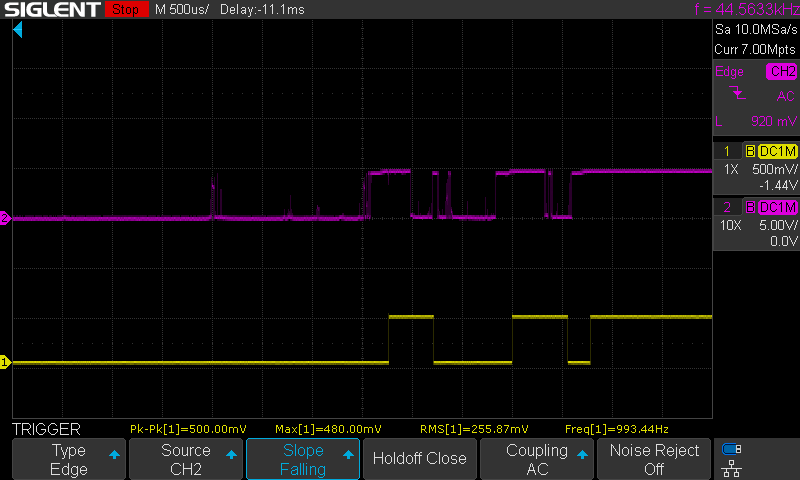 SIGLENT Stop M 500us/ Delay:-11.1ms f = 44.5633kHz
Sa 10.0MSa/s
Curr 7.00Mpts
Edge CH2
AC
L 920 mV
1 B DC1M
1X 500mV/
-1.44V
2 B DC1M
10X 5.00V/
0.0V
2
1
TRIGGER Pk-Pk[1]=500.00mV Max[1]=480.00mV RMS[1]=255.87mV Freq[1]=993.44Hz
Type Source Slope Holdoff Close Coupling Noise Reject
Edge CH2 Falling AC Off